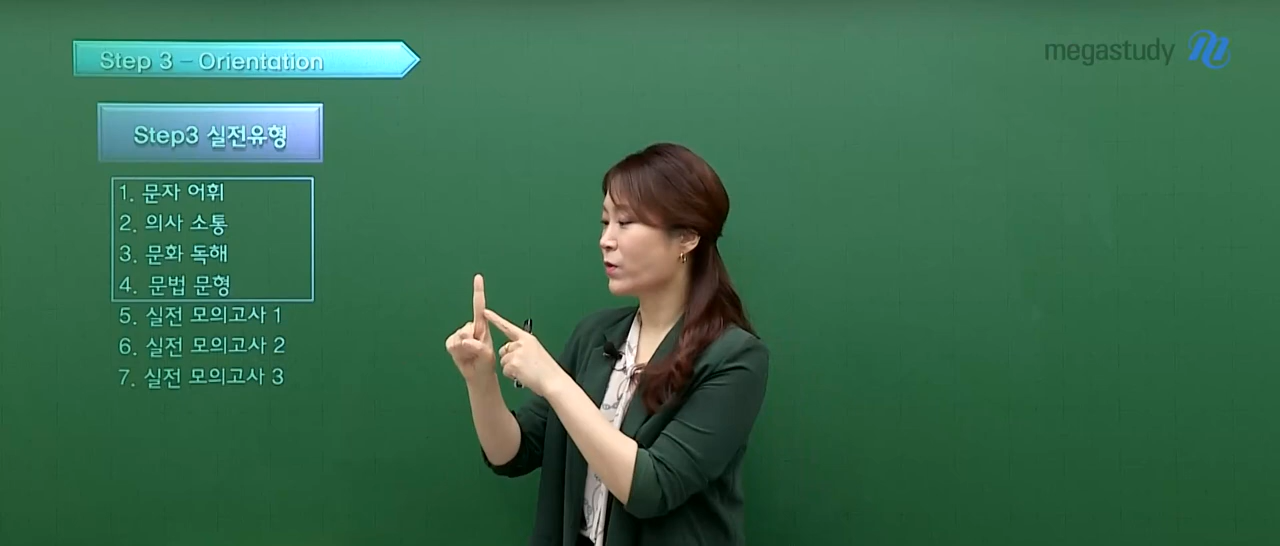 Step 3 – Orientation
megastudy
Step3 실전유형
1. 문자 어휘
2. 의사 소통
3. 문화 독해
4. 문법 문형
5. 실전 모의고사 1
6. 실전 모의고사 2
7. 실전 모의고사 3